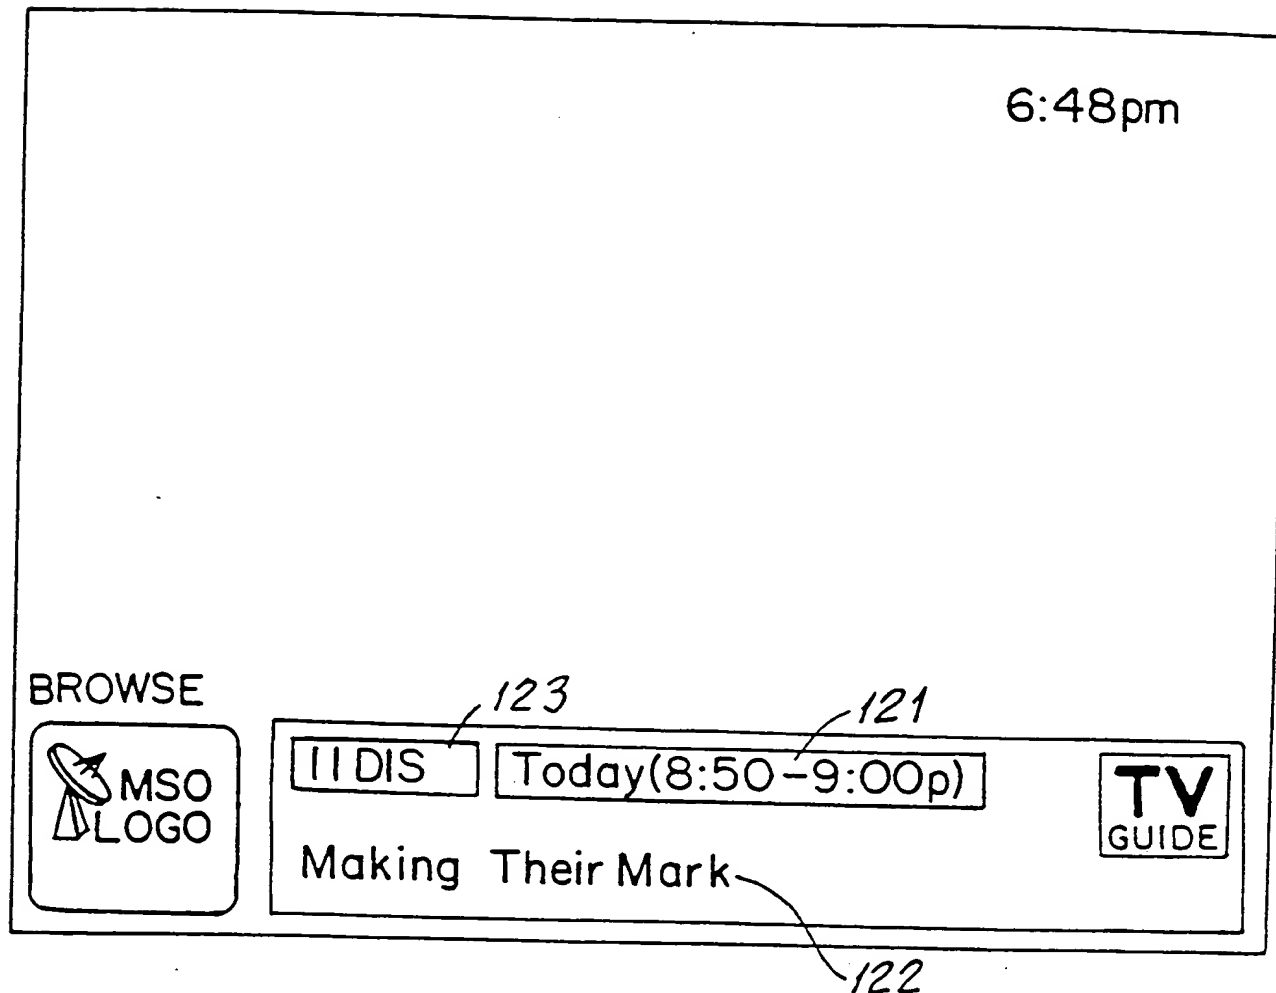 6:48pm
BROWSE
123
121
11 DIS
Today(8:50-9:00p)
TV
GUIDE
MSO
LOGO
Making Their Mark
122